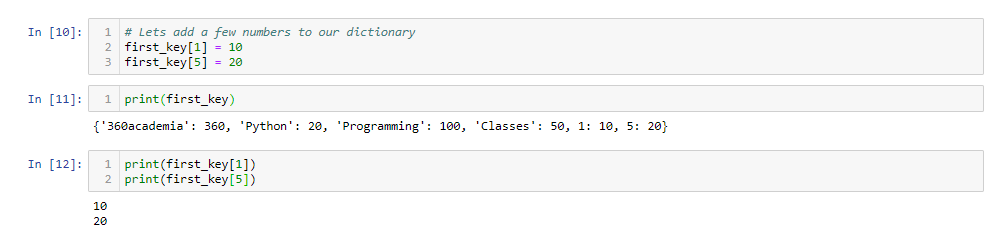 In [10]:
1 # Lets add a few numbers to our dictionary
2 first_key[1] = 10
3 first_key[5] = 20
In [11]:
1 print(first_key)
{'360academia': 360, 'Python': 20, 'Programming': 100, 'Classes': 50, 1: 10, 5: 20}
In [12]:
1 print(first_key[1])
2 print(first_key[5])
10
20